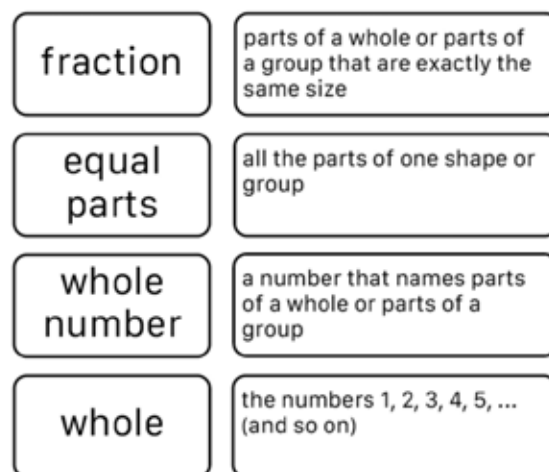 fraction
parts of a whole or parts of
a group that are exactly the
same size
equal
parts
all the parts of one shape or
group
whole
number
a number that names parts
of a whole or parts of a
group
whole
the numbers 1, 2, 3, 4, 5, ...
(and so on)